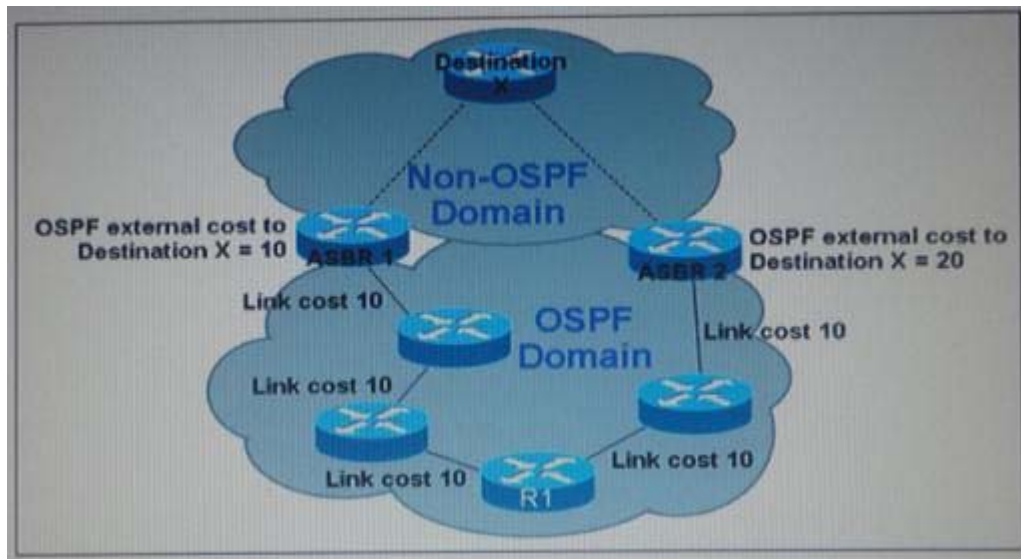 Destination
X
Non-OSPF
Domain
OSPF external cost to
Destination X = 10
ASBR 1
OSPF external cost to
Destination X = 20
ASBR 2
Link cost 10
OSPF
Domain
Link cost 10
Link cost 10
Link cost 10
Link cost 10
R1